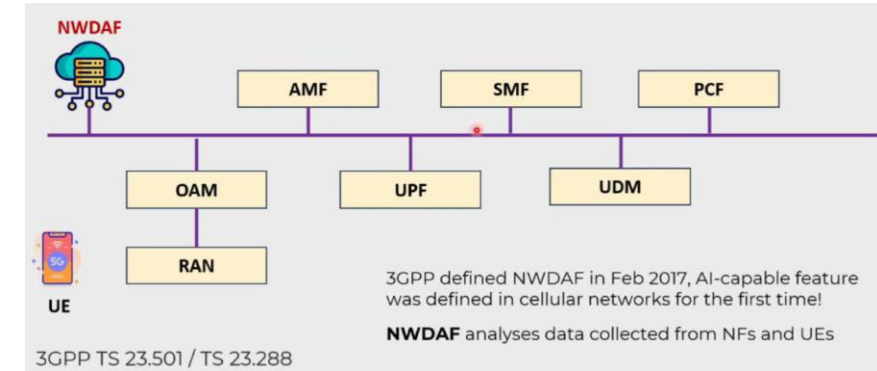 NWDAF
AMF
SMF
PCF
OAM
UPF
UDM
RAN
5G
UE
3GPP defined NWDAF in Feb 2017, AI-capable feature
was defined in cellular networks for the first time!
NWDAF analyses data collected from NFs and UEs
3GPP TS 23.501 / TS 23.288